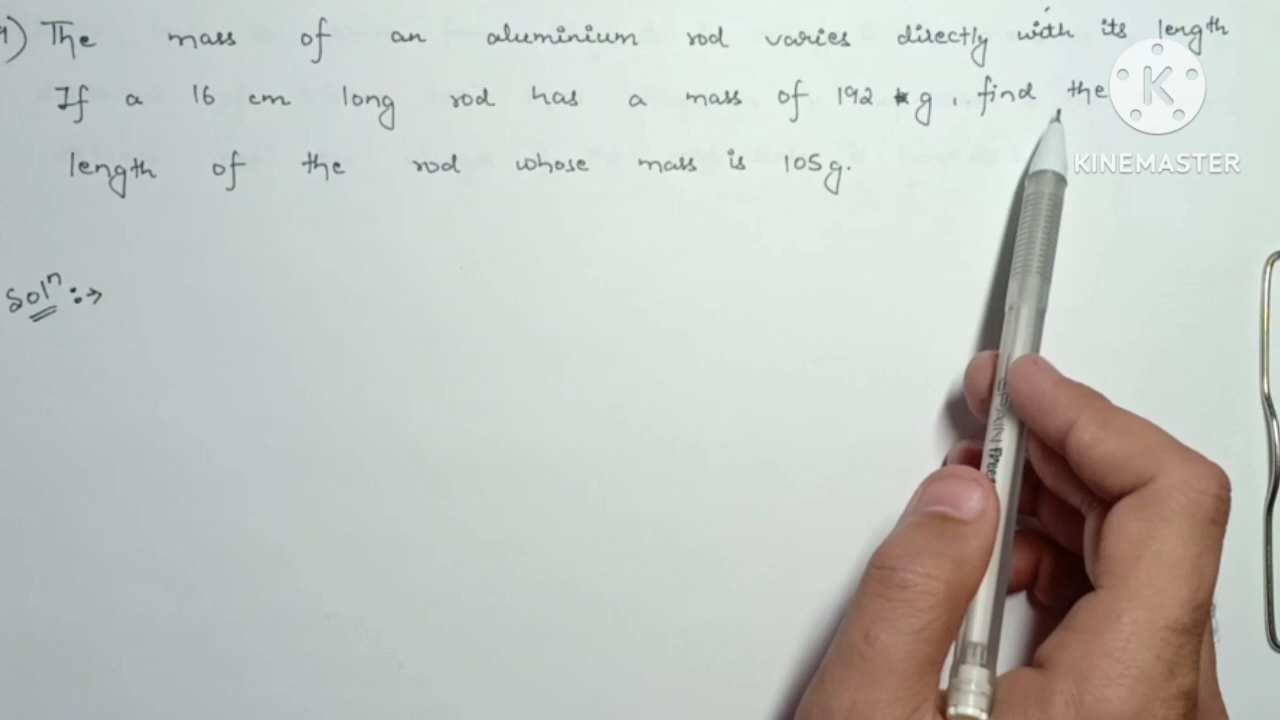 1) The mass of an aluminium rod varies directly with its length
If a 16 cm long rod has a mass of 192 g, find the
length of the rod whose mass is 105g.
Solⁿ :→
K
KINEMASTER